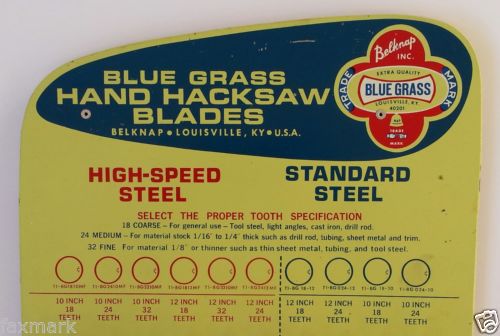 BLUE GRASS
HAND HACKSAW
BLADES
BELKNAP • LOUISVILLE, KY • U.S.A.
Belknap
INC.
TRADE
MARK
EXTRA QUALITY
BLUE GRASS
LOUISVILLE, KY
40201
TRADE
MARK
HIGH-SPEED
STEEL
STANDARD
STEEL
SELECT THE PROPER TOOTH SPECIFICATION
18 COARSE – For general use – Tool steel, light angles, cast iron, drill rod.
24 MEDIUM – For material stock 1/16" to 1/4" thick such as drill rod, tubing, sheet metal and trim.
32 FINE For material 1/8" or thinner such as thin sheet metal, tubing, and tool steel.
10 INCH 10 INCH 10 INCH 12 INCH 12 INCH 12 INCH 10 INCH 12 INCH 12 INCH 10 INCH
18 24 32 18 32 24 18 18 24 24
TEETH TEETH TEETH TEETH TEETH TEETH TEETH TEETH TEETH TEETH
faxmark